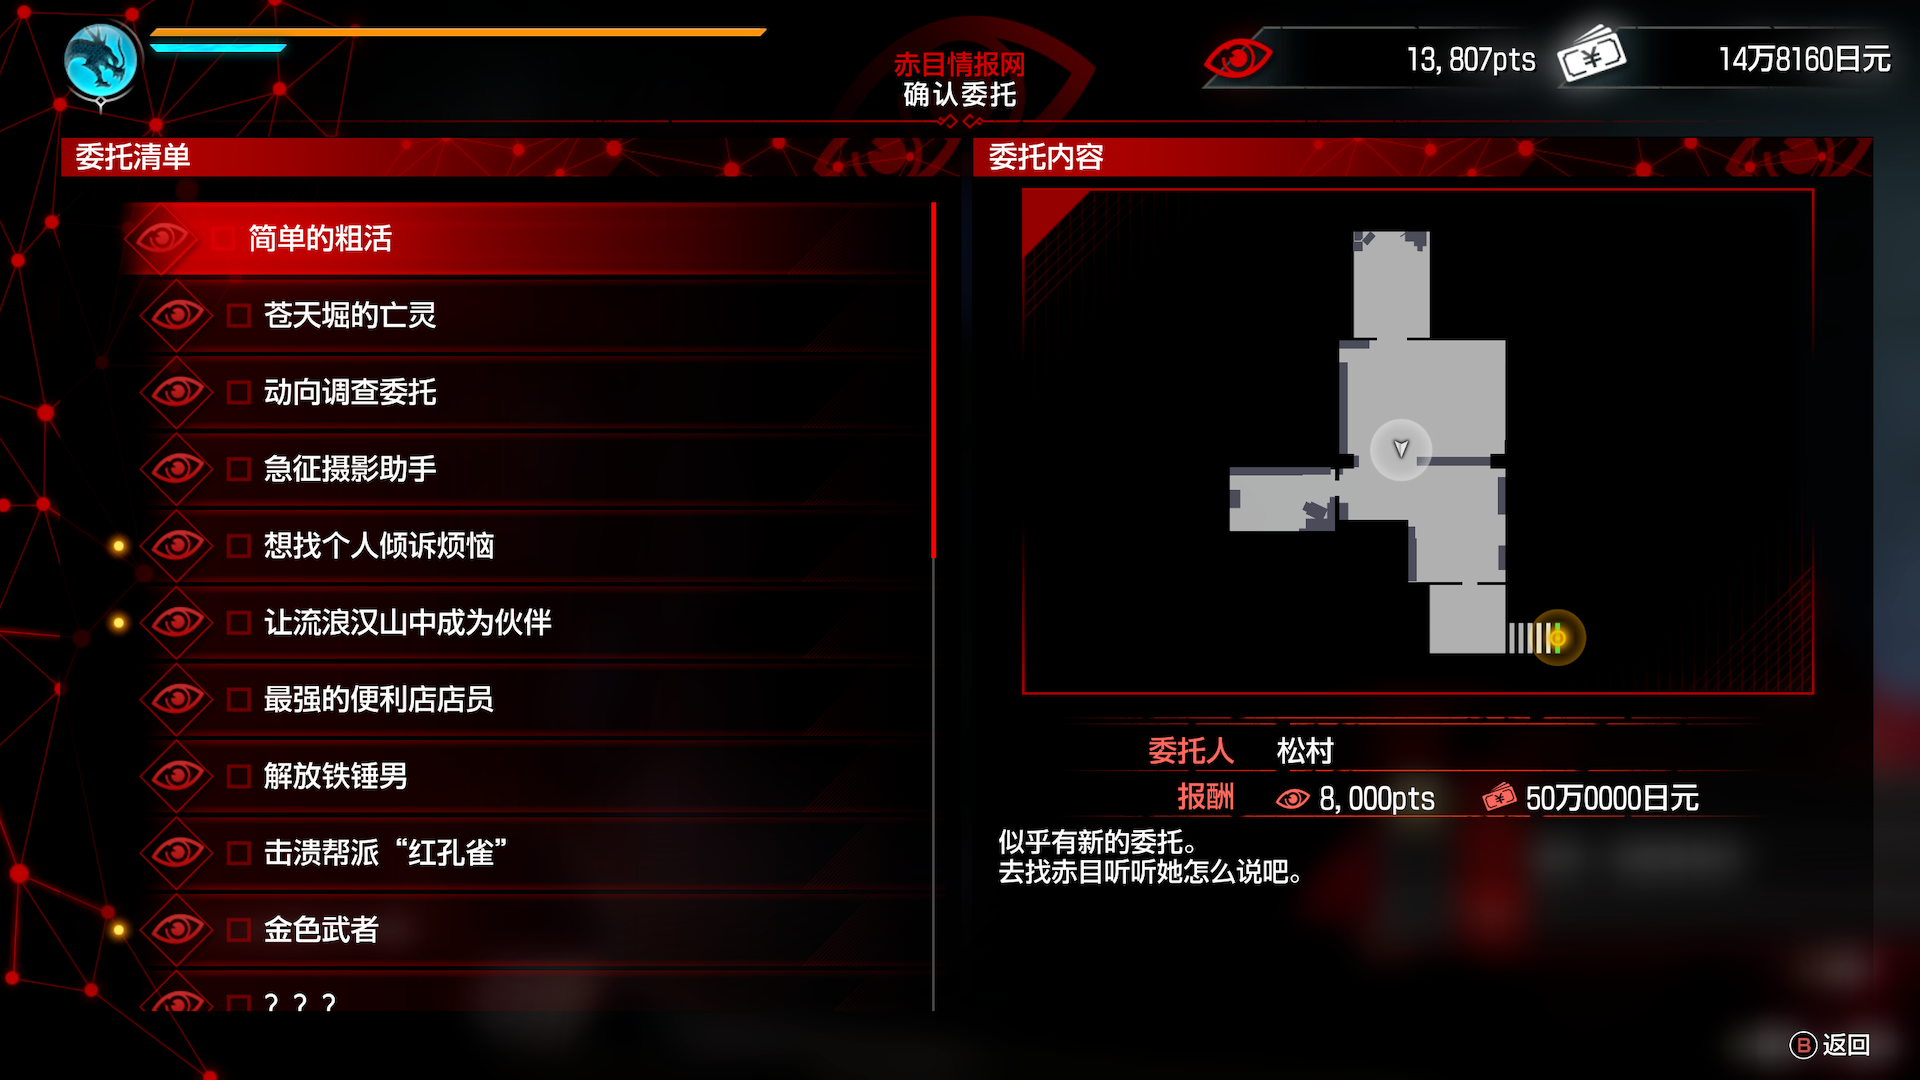 赤目情报网
确认委托
13,807pts
14万8160日元
委托清单
简单的粗活
苍天堀的亡灵
动向调查委托
急征摄影助手
想找个人倾诉烦恼
让流浪汉山中成为伙伴
最强的便利店店员
解放铁锤男
击溃帮派“红孔雀”
金色武者
？？？
委托内容
委托人 松村
报酬 8,000pts 50万0000日元
似乎有新的委托。
去找赤目听听她怎么说吧。
B 返回